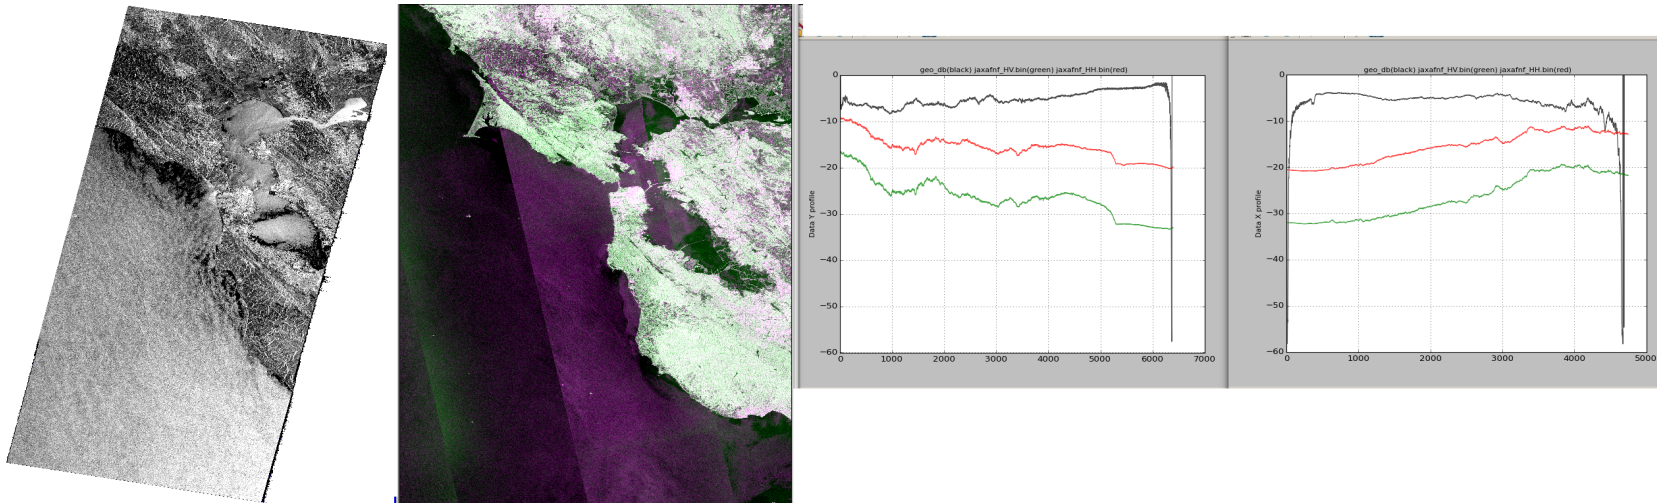 geo_db(black) jaxafnf_HV.bin(green) jaxafnf_HH.bin(red)
Data Y profile
0
−10
−20
−30
−40
−50
−60
0 1000 2000 3000 4000 5000 6000 7000
geo_db(black) jaxafnf_HV.bin(green) jaxafnf_HH.bin(red)
Data X profile
0
−10
−20
−30
−40
−50
−60
0 1000 2000 3000 4000 5000